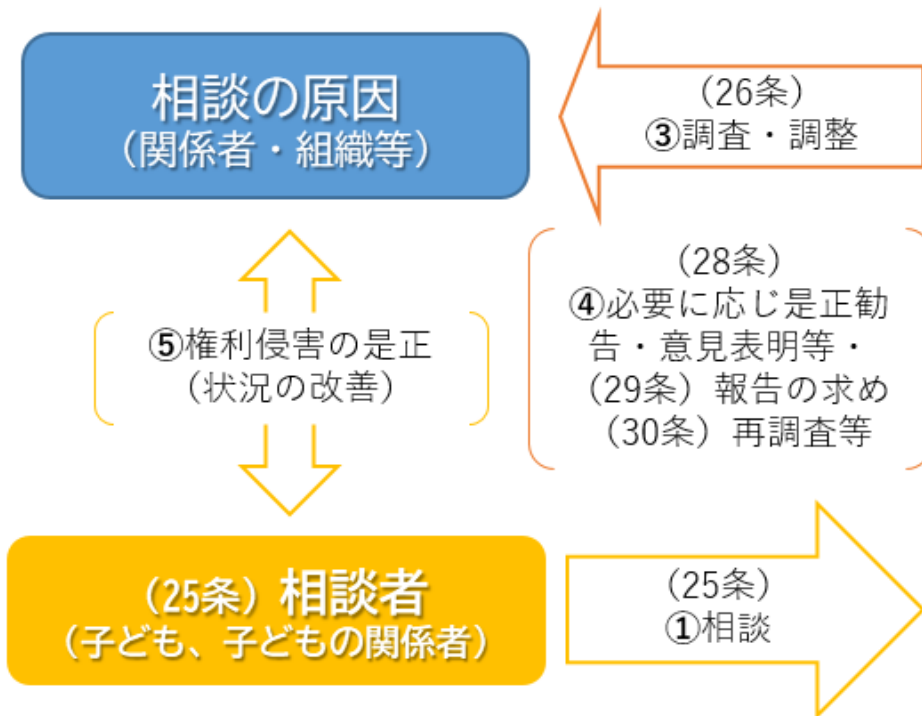 相談の原因
（関係者・組織等）
（26条）
③調査・調整
（28条）
④必要に応じ是正勧
告・意見表明等・
（29条）報告の求め
（30条）再調査等
⑤権利侵害の是正
（状況の改善）
（25条）相談者
（子ども、子どもの関係者）
（25条）
①相談